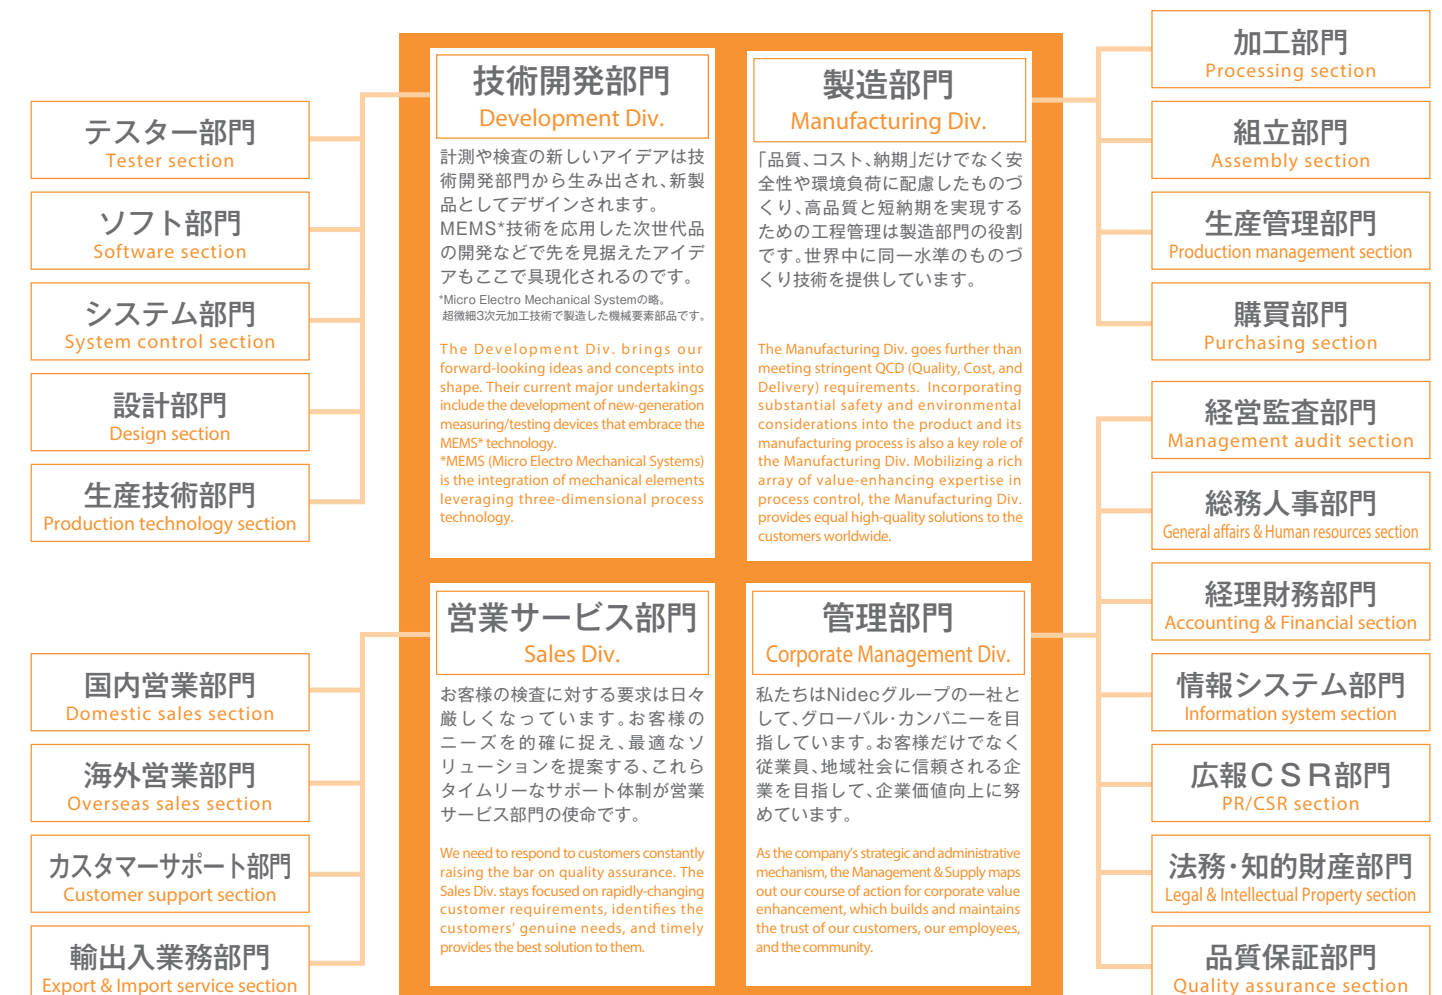 テスター部門
Tester section
ソフト部門
Software section
システム部門
System control section
設計部門
Design section
生産技術部門
Production technology section
技術開発部門
Development Div.
計測や検査の新しいアイデアは技
術開発部門から生み出され、新製
品としてデザインされます。
MEMS*技術を応用した次世代品
の開発などで先を見据えたアイデ
アもここで具現化されるのです。
*Micro Electro Mechanical Systemの略。
超微細3次元加工技術で製造した機械要素部品です。
The Development Div. brings our
forward-looking ideas and concepts into
shape. Their current major undertakings
include the development of new-generation
measuring/testing devices that embrace the
MEMS* technology.
*MEMS (Micro Electro Mechanical Systems)
is the integration of mechanical elements
leveraging three-dimensional process
technology.
製造部門
Manufacturing Div.
「品質、コスト、納期」だけでなく安
全性や環境負荷に配慮したものづ
くり、高品質と短納期を実現する
ための工程管理は製造部門の役割
です。世界中に同一水準のものづ
くり技術を提供しています。
The Manufacturing Div. goes further than
meeting stringent QCD (Quality, Cost, and
Delivery) requirements. Incorporating
substantial safety and environmental
considerations into the product and its
manufacturing process is also a key role of
the Manufacturing Div. Mobilizing a rich
array of value-enhancing expertise in
process control, the Manufacturing Div.
provides equal high-quality solutions to the
customers worldwide.
加工部門
Processing section
組立部門
Assembly section
生産管理部門
Production management section
購買部門
Purchasing section
国内営業部門
Domestic sales section
海外営業部門
Overseas sales section
カスタマーサポート部門
Customer support section
輸出入業務部門
Export & Import service section
営業サービス部門
Sales Div.
お客様の検査に対する要求は日々
厳しくなっています。お客様の
ニーズを的確に捉え、最適なソ
リューションを提案する、これら
タイムリーなサポート体制が営業
サービス部門の使命です。
We need to respond to customers constantly
raising the bar on quality assurance. The
Sales Div. stays focused on rapidly-changing
customer requirements, identifies the
customers' genuine needs, and timely
provides the best solution to them.
管理部門
Corporate Management Div.
私たちはNidecグループの一社と
して、グローバル・カンパニーを目
指しています。お客様だけでなく
従業員、地域社会に信頼される企
業を目指して、企業価値向上に努
めています。
As the company's strategic and administrative
mechanism, the Management & Supply maps
out our course of action for corporate value
enhancement, which builds and maintains
the trust of our customers, our employees,
and the community.
経営監査部門
Management audit section
総務人事部門
General affairs & Human resources section
経理財務部門
Accounting & Financial section
情報システム部門
Information system section
広報CSR部門
PR/CSR section
法務・知的財産部門
Legal & Intellectual Property section
品質保証部門
Quality assurance section